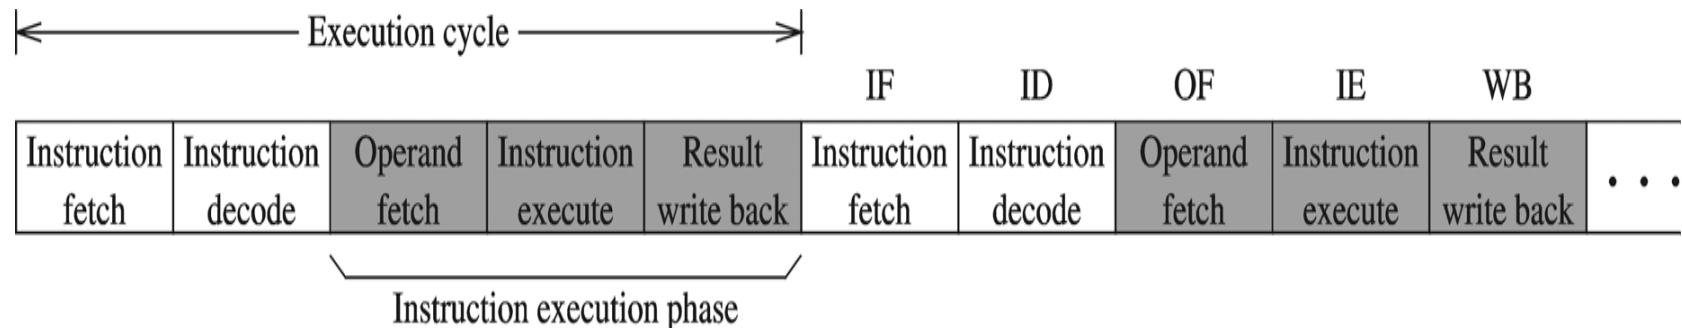 Execution cycle
IF ID OF IE WB
Instruction Instruction Operand Instruction Result Instruction Instruction Operand Instruction Result
fetch decode fetch execute write back fetch decode fetch execute write back . . .
Instruction execution phase